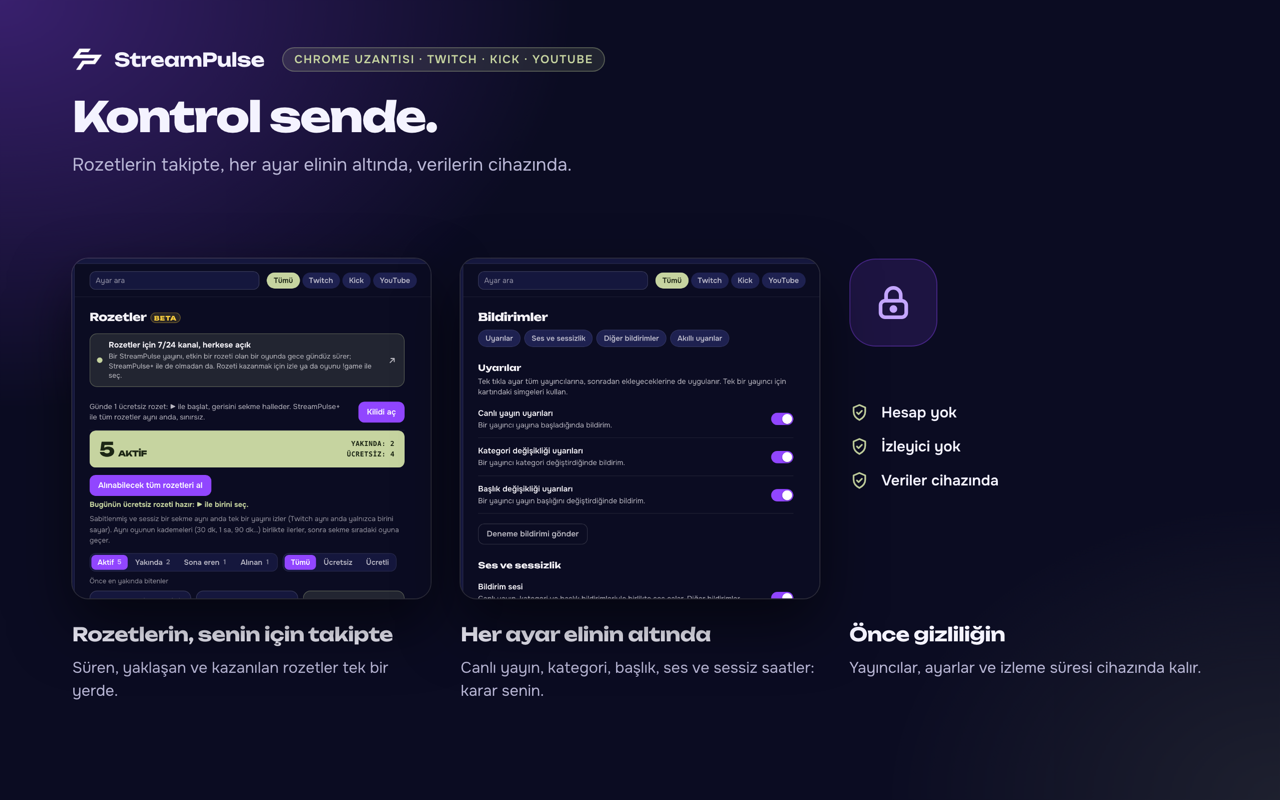 StreamPulse
CHROME UZANTISI · TWITCH · KICK · YOUTUBE
Kontrol sende.
Rozetlerin takipte, her ayar elinin altında, verilerin cihazında.
Ayar ara
Tümü Twitch Kick YouTube
Rozetler BETA
Rozetler için 7/24 kanal, herkese açık
Bir StreamPulse yayını, etkin bir rozeti olan bir oyunda gece gündüz sürer;
StreamPulse+ ile de olmadan da. Rozeti kazanmak için izle ya da oyunu !game ile
seç.
Günde 1 ücretsiz rozet: ▶ ile başlat, gerisini sekme halleder. StreamPulse+
ile tüm rozetler aynı anda, sınırsız.
Kilidi aç
5 AKTİF
YAKINDA: 2
ÜCRETSİZ: 4
Alınabilecek tüm rozetleri al
Bugünün ücretsiz rozeti hazır: ▶ ile birini seç.
Sabitlenmiş ve sessiz bir sekme aynı anda tek bir yayını izler (Twitch aynı anda yalnızca birini
sayar). Aynı oyunun kademeleri (30 dk, 1 sa, 90 dk…) birlikte ilerler, sonra sekme sıradaki oyuna
geçer.
Aktif 5 Yakında 2 Sona eren 1 Alınan 1 Tümü Ücretsiz Ücretli
Önce en yakında bitenler
Rozetlerin, senin için takipte
Süren, yaklaşan ve kazanılan rozetler tek bir
yerde.
Ayar ara
Tümü Twitch Kick YouTube
Bildirimler
Uyarılar Ses ve sessizlik Diğer bildirimler Akıllı uyarılar
Uyarılar
Tek tıkla ayar tüm yayıncılarına, sonradan ekleyeceklerine de uygulanır. Tek bir yayıncı için
kartındaki simgeleri kullan.
Canlı yayın uyarıları
Bir yayıncı yayına başladığında bildirim.
Kategori değişikliği uyarıları
Bir yayıncı kategori değiştirdiğinde bildirim.
Başlık değişikliği uyarıları
Bir yayıncı yayın başlığını değiştirdiğinde bildirim.
Deneme bildirimi gönder
Ses ve sessizlik
Bildirim sesi
Her ayar elinin altında
Canlı yayın, kategori, başlık, ses ve sessiz saatler:
karar senin.
Hesap yok
İzleyici yok
Veriler cihazında
Önce gizliliğin
Yayıncılar, ayarlar ve izleme süresi cihazında kalır.